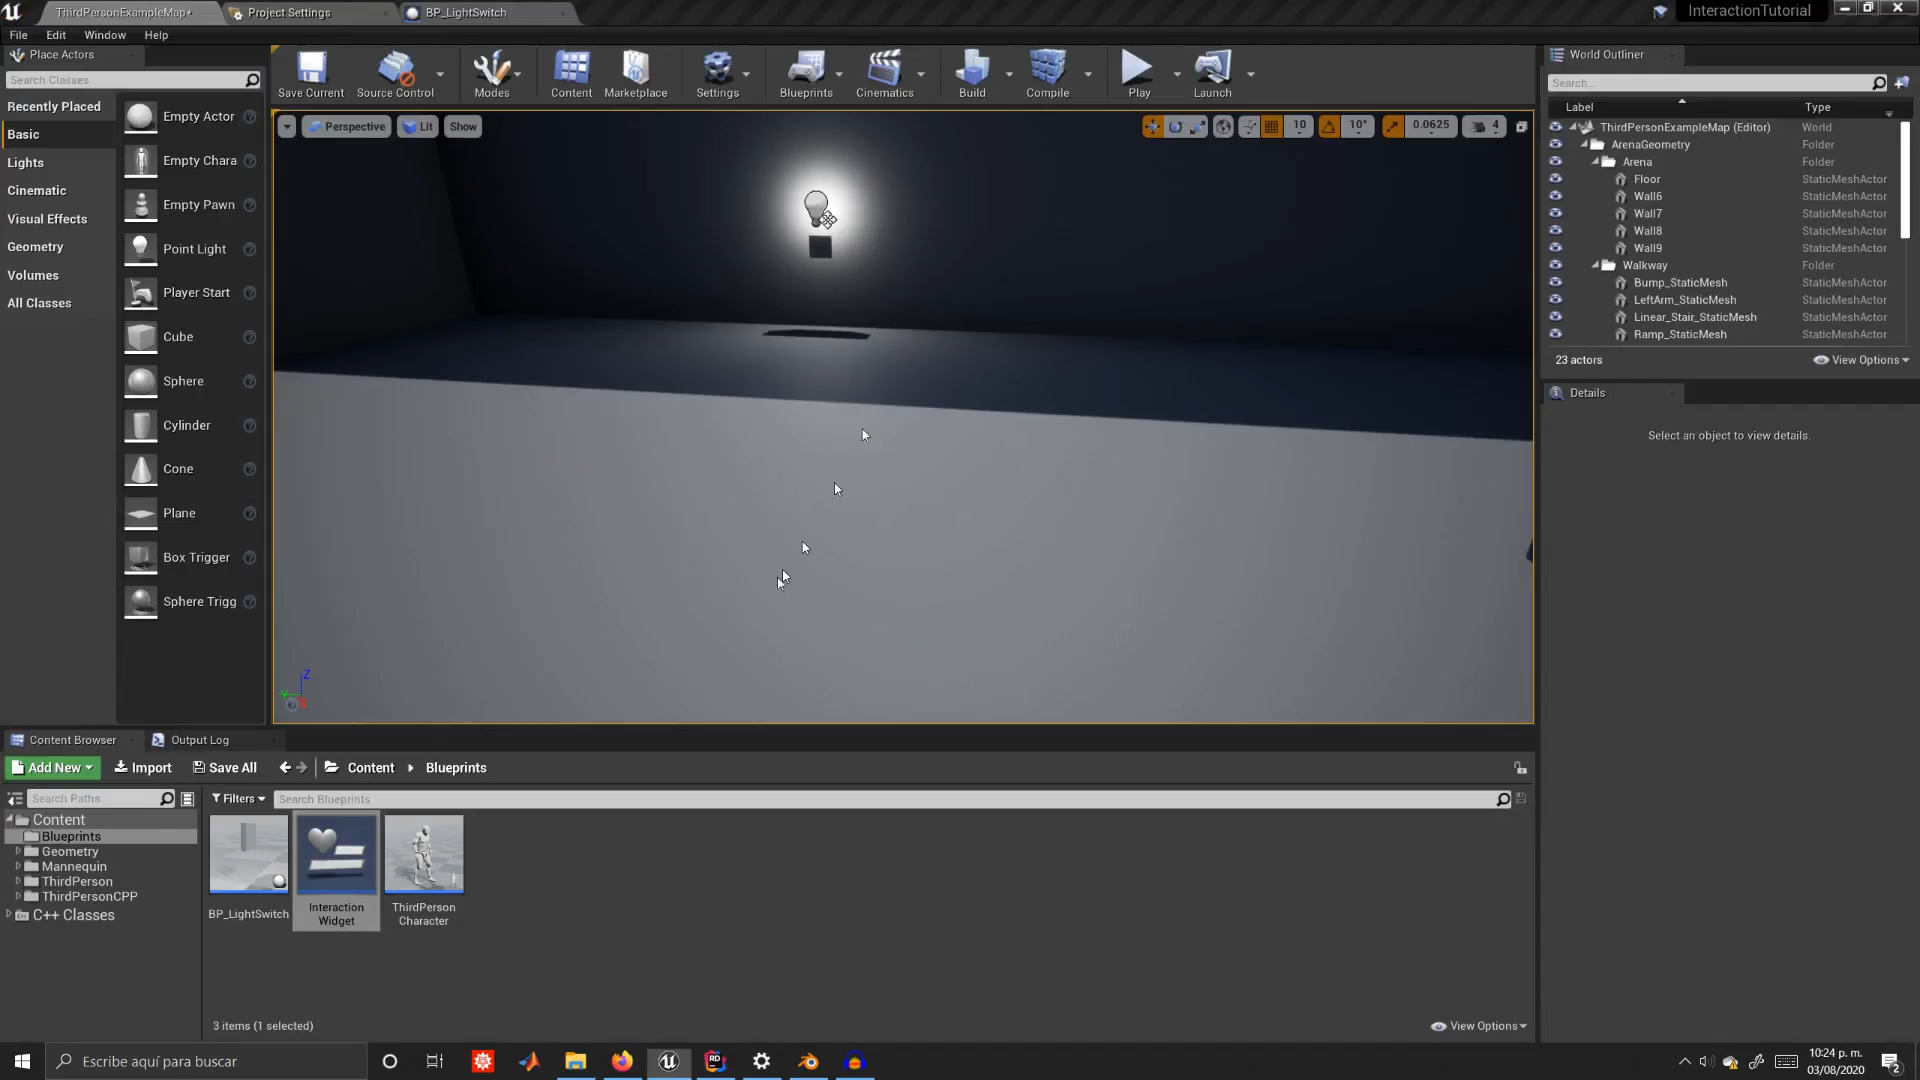 ThirdPersonExampleMap*
Project Settings
BP_LightSwitch
InteractionTutorial
File
Edit
Window
Help
Place Actors
Search Classes
Recently Placed
Basic
Lights
Cinematic
Visual Effects
Geometry
Volumes
All Classes
Empty Actor
Empty Chara
Empty Pawn
Point Light
Player Start
Cube
Sphere
Cylinder
Cone
Plane
Box Trigger
Sphere Trigg
Save Current
Source Control
Modes
Content
Marketplace
Settings
Blueprints
Cinematics
Build
Compile
Play
Launch
Perspective
Lit
Show
10
10°
0.0625
4
Z
Y
World Outliner
Search...
Label
Type
ThirdPersonExampleMap (Editor) World
ArenaGeometry Folder
Arena Folder
Floor StaticMeshActor
Wall6 StaticMeshActor
Wall7 StaticMeshActor
Wall8 StaticMeshActor
Wall9 StaticMeshActor
Walkway Folder
Bump_StaticMesh StaticMeshActor
LeftArm_StaticMesh StaticMeshActor
Linear_Stair_StaticMesh StaticMeshActor
Ramp_StaticMesh StaticMeshActor
23 actors
View Options
Details
Select an object to view details.
Content Browser
Output Log
Add New
Import
Save All
Content
Blueprints
Search Paths
Filters
Search Blueprints
Content
Blueprints
Geometry
Mannequin
ThirdPerson
ThirdPersonCPP
C++ Classes
BP_LightSwitch
Interaction
Widget
ThirdPerson
Character
3 items (1 selected)
View Options
Escribe aquí para buscar
RD
10:24 p. m.
03/08/2020
2